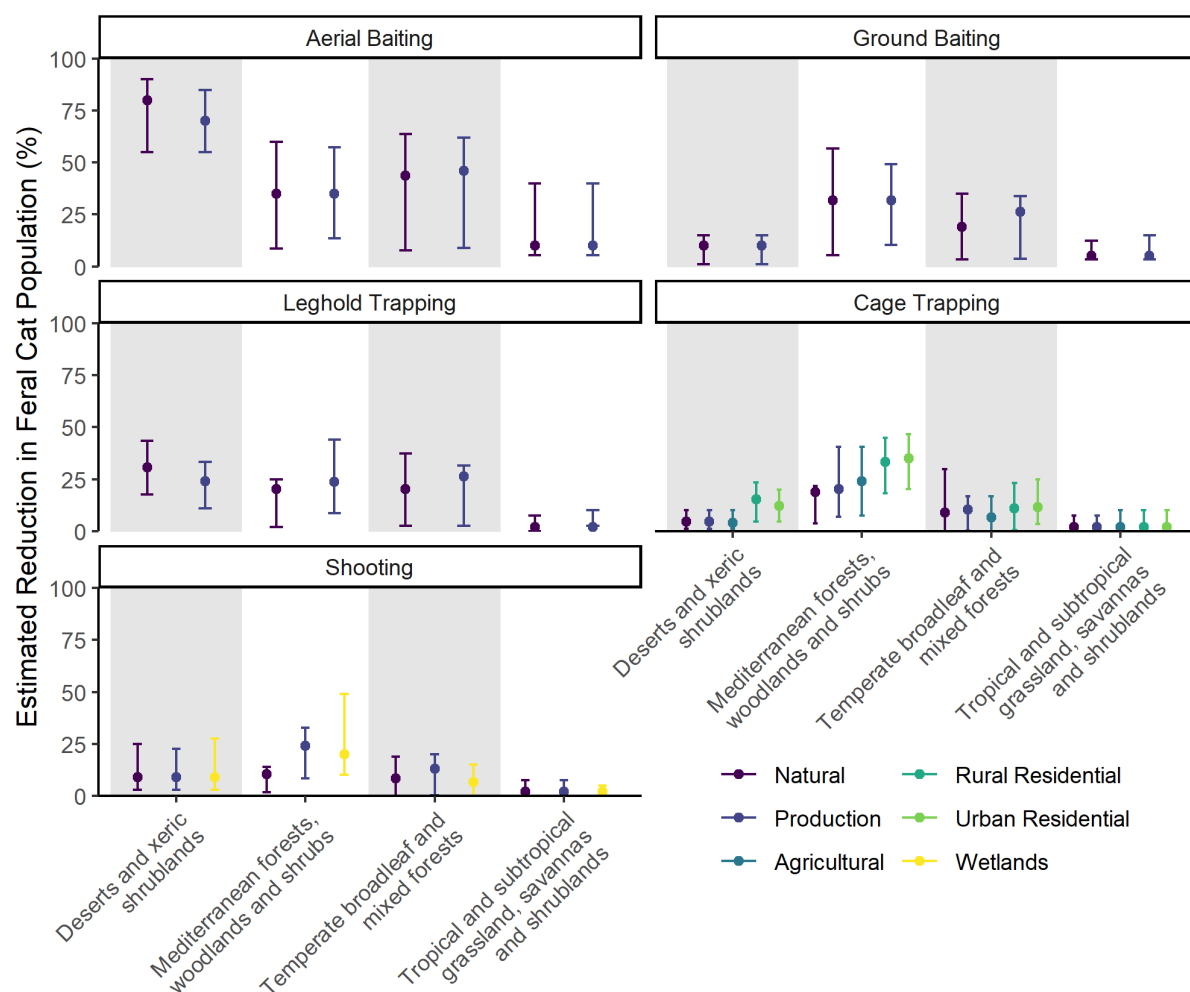 Estimated Reduction in Feral Cat Population (%)
Aerial Baiting
100
75
50
25
0
Ground Baiting
Leghold Trapping
100
75
50
25
0
Cage Trapping
Deserts and xeric
shrublands
Mediterranean forests,
woodlands and shrubs
Temperate broadleaf and
mixed forests
Tropical and subtropical
grassland, savannas
and shrublands
Shooting
100
75
50
25
0
Deserts and xeric
shrublands
Mediterranean forests,
woodlands and shrubs
Temperate broadleaf and
mixed forests
Tropical and subtropical
grassland, savannas
and shrublands
Natural
Production
Agricultural
Rural Residential
Urban Residential
Wetlands